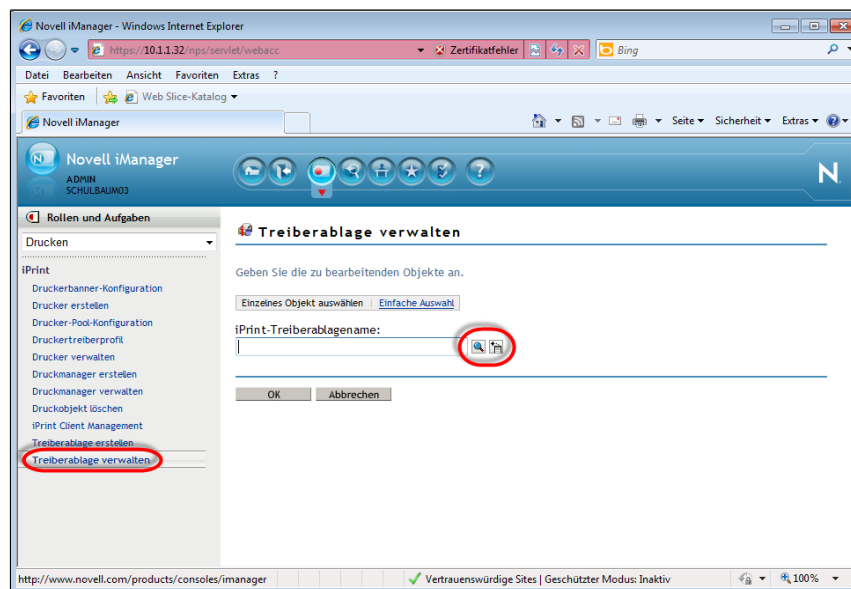 Novell iManager - Windows Internet Explorer
https://10.1.1.32/nps/servlet/webacc
Zertifikatfehler
Bing
Datei Bearbeiten Ansicht Favoriten Extras ?
Favoriten Web Slice-Katalog
Novell iManager
Seite Sicherheit Extras
Novell iManager
ADMIN
SCHULBAUM03
N
Rollen und Aufgaben
Drucken
iPrint
Druckerbanner-Konfiguration
Drucker erstellen
Drucker-Pool-Konfiguration
Druckertreiberprofil
Drucker verwalten
Druckmanager erstellen
Druckmanager verwalten
Druckobjekt löschen
iPrint Client Management
Treiberablage erstellen
Treiberablage verwalten
Treiberablage verwalten
Geben Sie die zu bearbeitenden Objekte an.
Einzelnes Objekt auswählen | Einfache Auswahl
iPrint-Treiberablagename:
OK Abbrechen
http://www.novell.com/products/consoles/imanager
Vertrauenswürdige Sites | Geschützter Modus: Inaktiv
100%